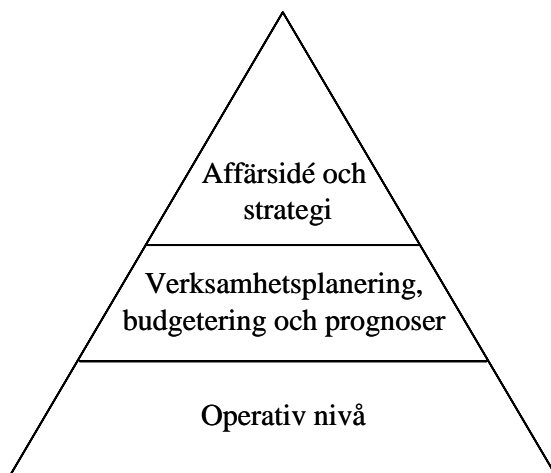 Affärsidé och
strategi
Verksamhetsplanering,
budgetering och prognoser
Operativ nivå